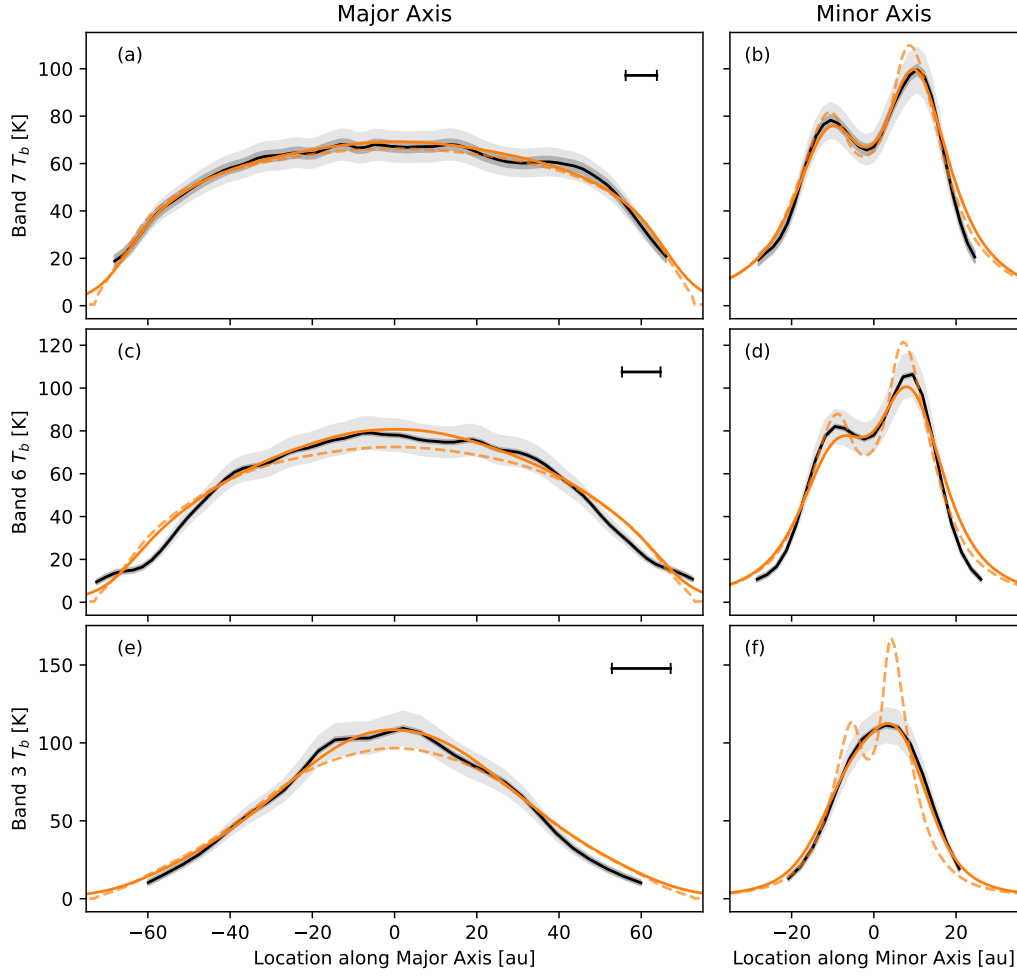 Major Axis
Minor Axis
(a)
(b)
Band 7 T_b [K]
100
80
60
40
20
0
(c)
(d)
Band 6 T_b [K]
120
100
80
60
40
20
0
(e)
(f)
Band 3 T_b [K]
150
100
50
0
−60 −40 −20 0 20 40 60
−20 0 20
Location along Major Axis [au]
Location along Minor Axis [au]